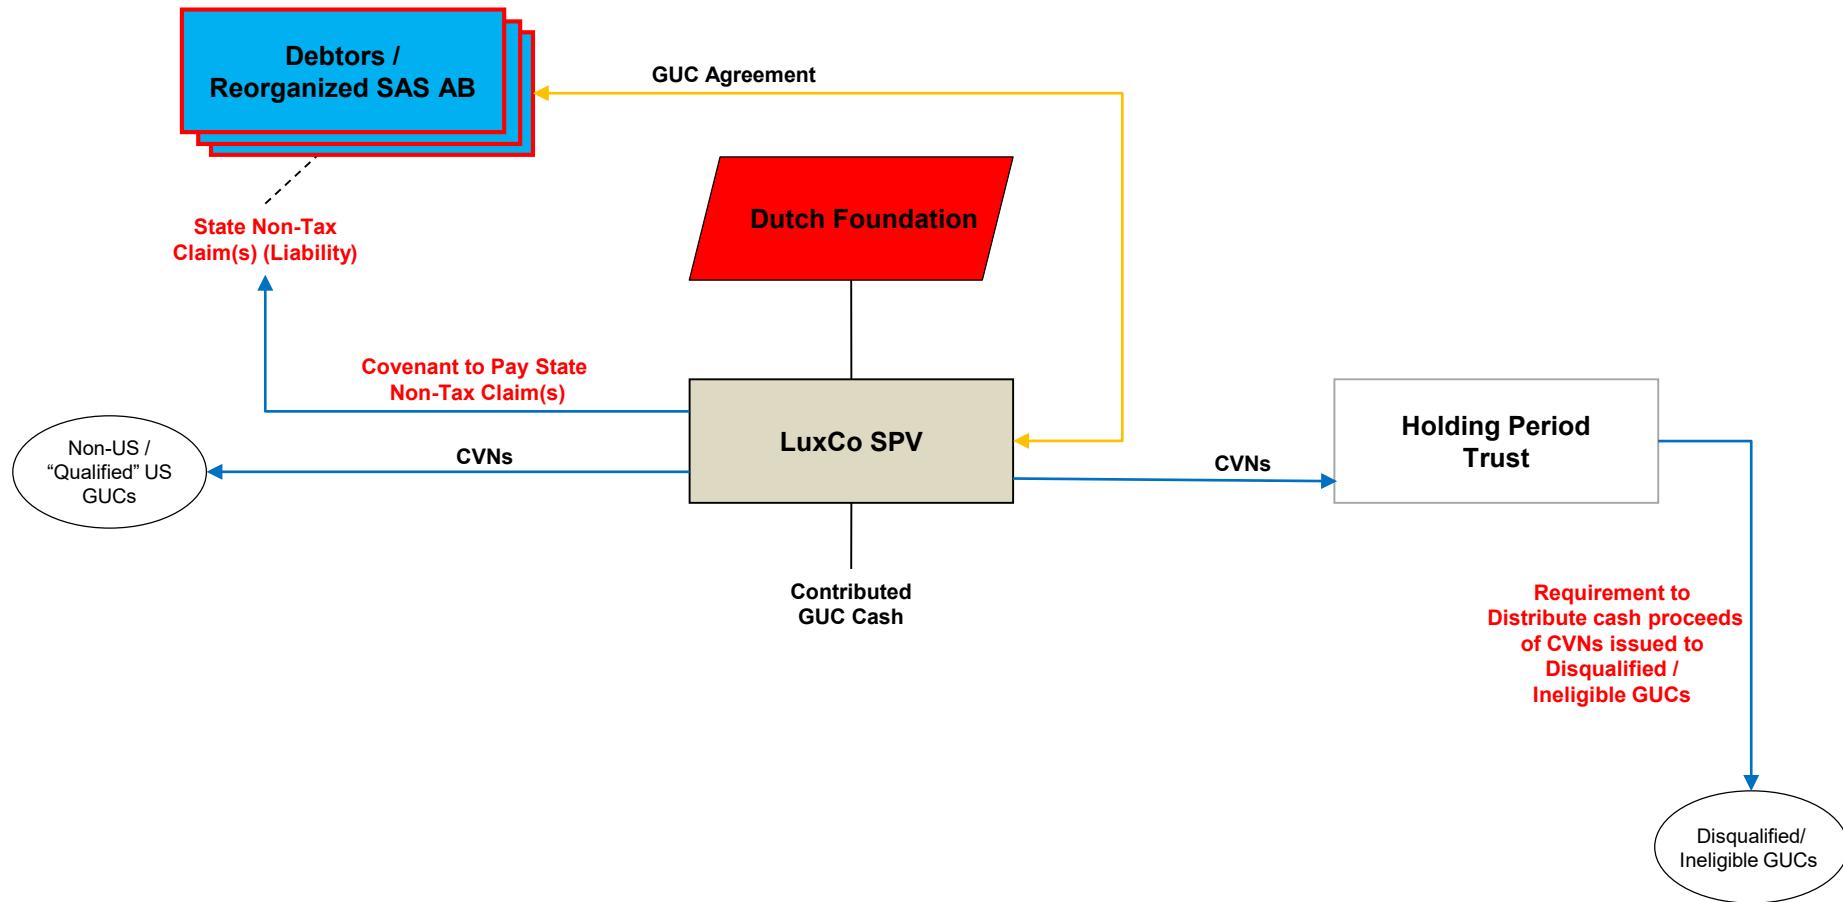 Debtors /
Reorganized SAS AB
GUC Agreement
Dutch Foundation
State Non-Tax
Claim(s) (Liability)
Covenant to Pay State
Non-Tax Claim(s)
Non-US /
“Qualified” US
GUCs
CVNs
LuxCo SPV
CVNs
Holding Period
Trust
Contributed
GUC Cash
Requirement to
Distribute cash proceeds
of CVNs issued to
Disqualified /
Ineligible GUCs
Disqualified/
Ineligible GUCs